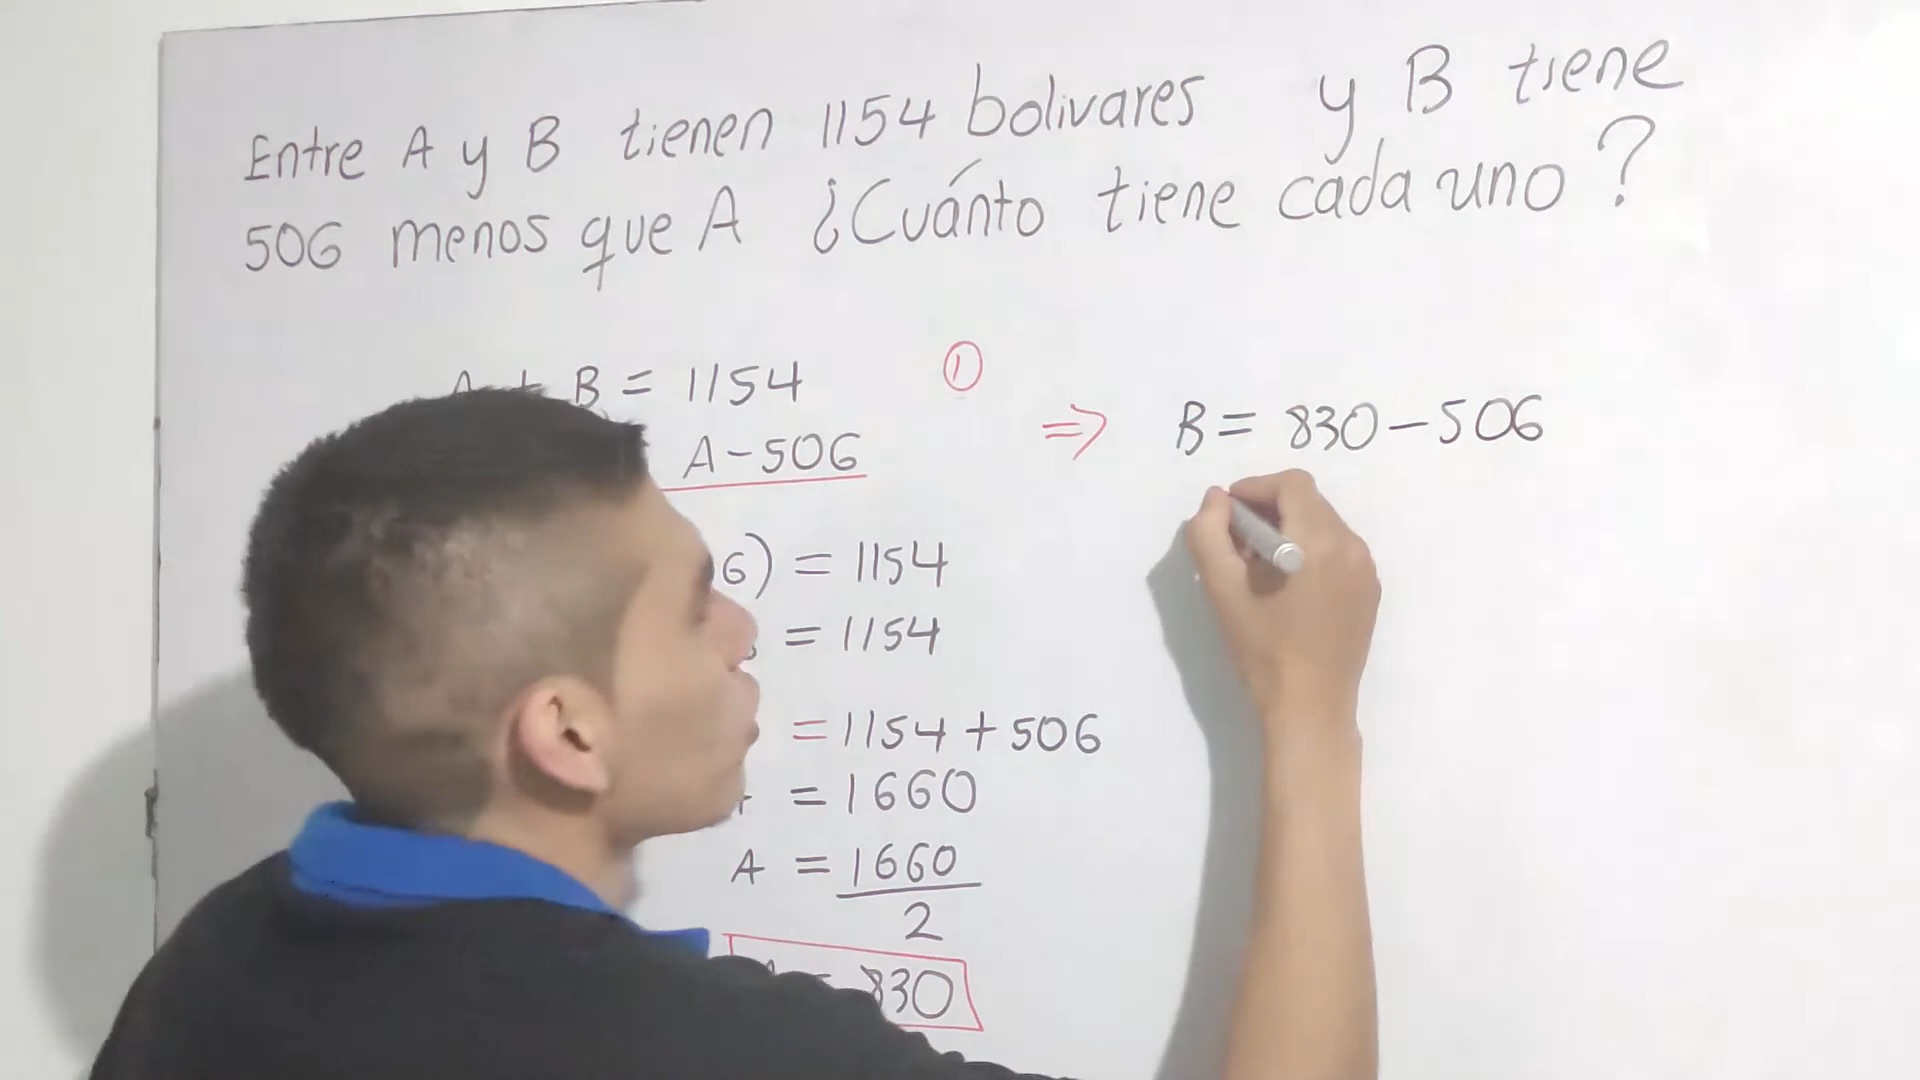 Entre A y B tienen 1154 bolivares y B tiene
506 menos que A ¿Cuánto tiene cada uno?
B = 1154
①
A - 506
⇒ B = 830 - 506
6) = 1154
= 1154
= 1154 + 506
= 1660
A = 1660
2
= 830